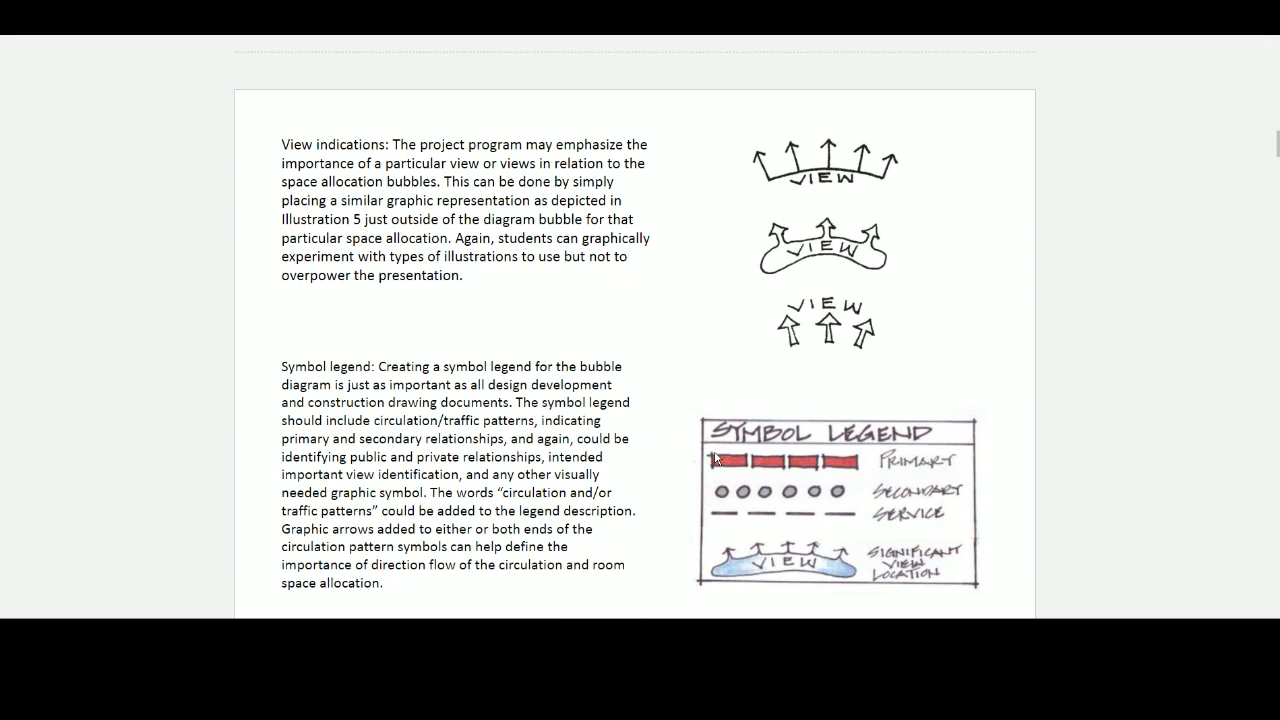 View indications: The project program may emphasize the
importance of a particular view or views in relation to the
space allocation bubbles. This can be done by simply
placing a similar graphic representation as depicted in
Illustration 5 just outside of the diagram bubble for that
particular space allocation. Again, students can graphically
experiment with types of illustrations to use but not to
overpower the presentation.
VIEW
VIEW
VIEW
Symbol legend: Creating a symbol legend for the bubble
diagram is just as important as all design development
and construction drawing documents. The symbol legend
should include circulation/traffic patterns, indicating
primary and secondary relationships, and again, could be
identifying public and private relationships, intended
important view identification, and any other visually
needed graphic symbol. The words “circulation and/or
traffic patterns” could be added to the legend description.
Graphic arrows added to either or both ends of the
circulation pattern symbols can help define the
importance of direction flow of the circulation and room
space allocation.
SYMBOL LEGEND
PRIMARY
SECONDARY
SERVICE
VIEW
SIGNIFICANT
VIEW
LOCATION